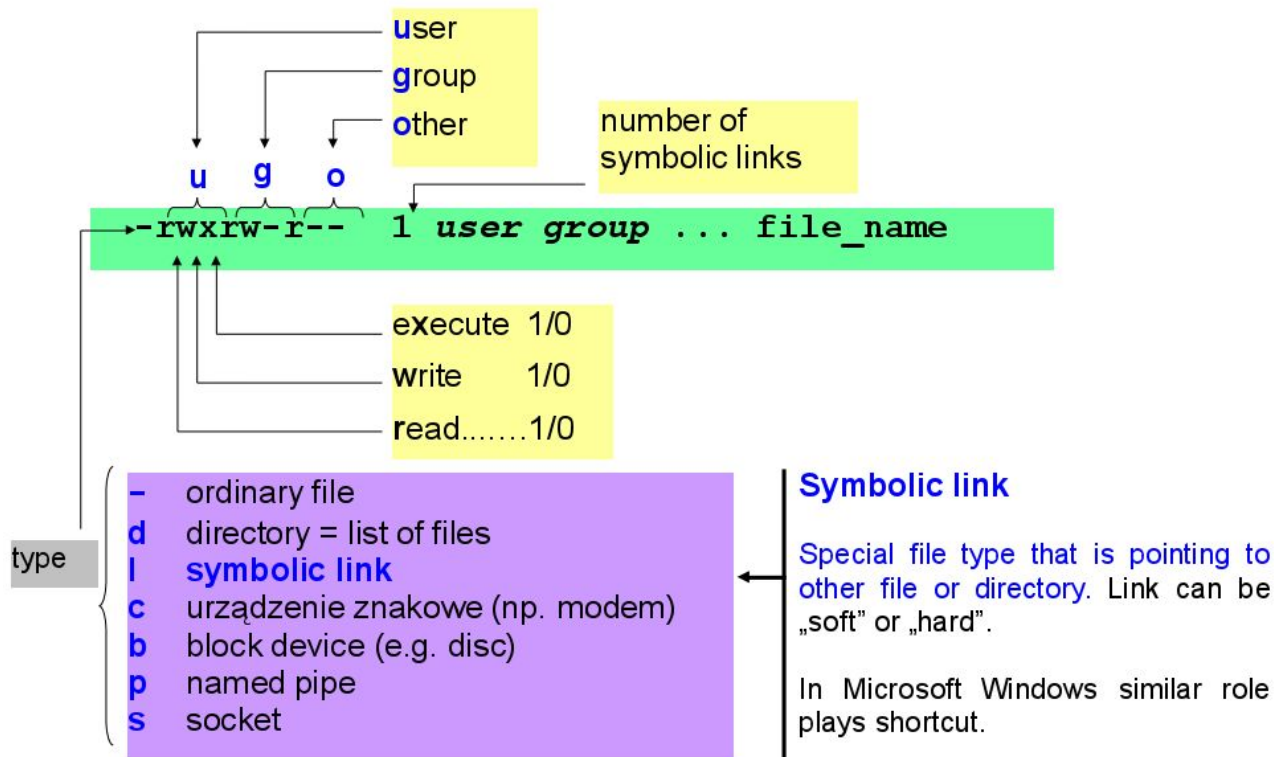 user
group
other
number of
symbolic links
u g o
-rwxrw-r-- 1 user group ... file_name
execute 1/0
write 1/0
read.......1/0
type
- ordinary file
d directory = list of files
l symbolic link
c urządzenie znakowe (np. modem)
b block device (e.g. disc)
p named pipe
s socket
Symbolic link
Special file type that is pointing to
other file or directory. Link can be
„soft” or „hard”.
In Microsoft Windows similar role
plays shortcut.